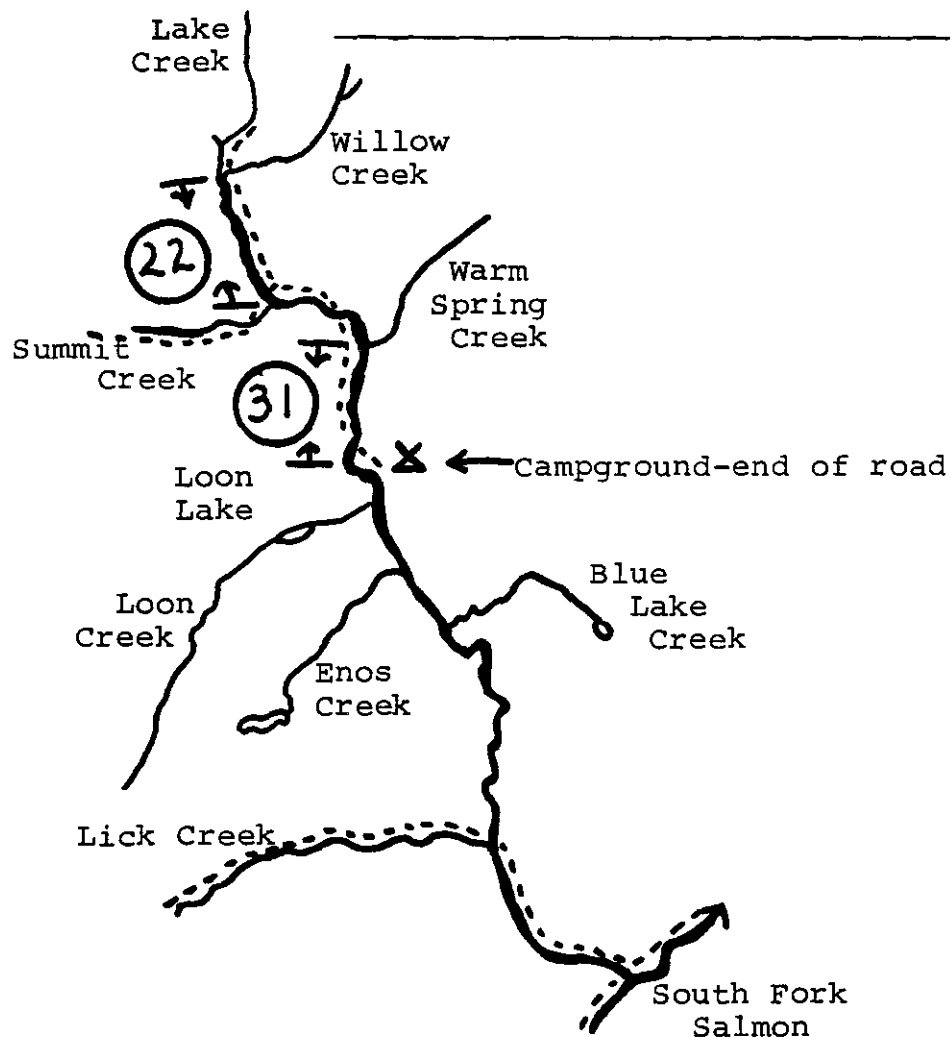 Lake
Creek
Willow
Creek
22
Warm
Spring
Creek
Summit
Creek
31
Campground-end of road
Loon
Lake
Blue
Lake
Creek
Loon
Creek
Enos
Creek
Lick Creek
South Fork
Salmon